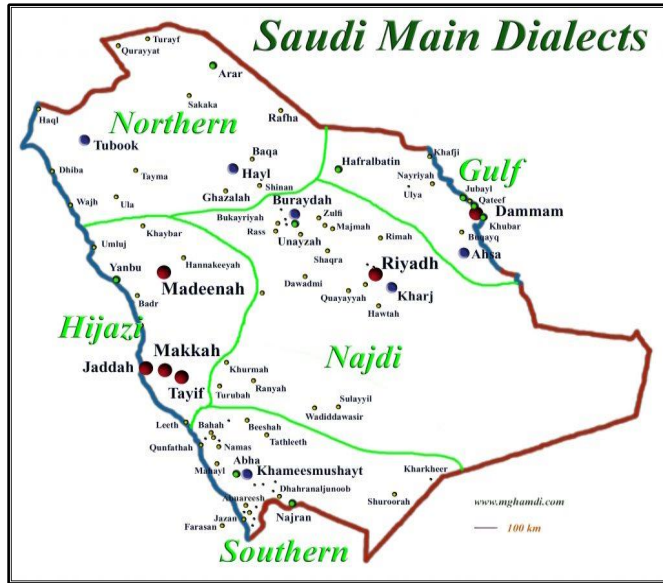 Saudi Main Dialects
Turayf
Qurayyat
Arar
Sakaka
Haql
Rafha
Northern
Tubook
Khafji
Baqa
Hafralbatin
Gulf
Dhiba
Tayma
Hayl
Nayriyah
Shinan
Ulya
Jubayl
Wajh
Ula
Ghazalah
Qateef
Buraydah
Dammam
Bukayriyah
Zulfi
Khubar
Khaybar
Rass
Majmah
Unayzah
Rimah
Buqayq
Umluj
Shaqra
Ahsa
Hannakeeyah
Riyadh
Yanbu
Dawadmi
Madeenah
Quwayyah
Kharj
Badr
Hawtah
Hijazi
Makkah
Najdi
Jaddah
Khurmah
Tayif
Ranyah
Turubah
Sulayyil
Wadiddawasir
Leeth
Bahah
Beeshah
Qunfathah
Namas
Tathleeth
Mahayl
Abha
Khameesmushayt
Kharkheer
Dhahranaljunoob
Shuroorah
Abuareesh
www.mghamdi.com
Jazan
Najran
Farasan
100 km
Southern